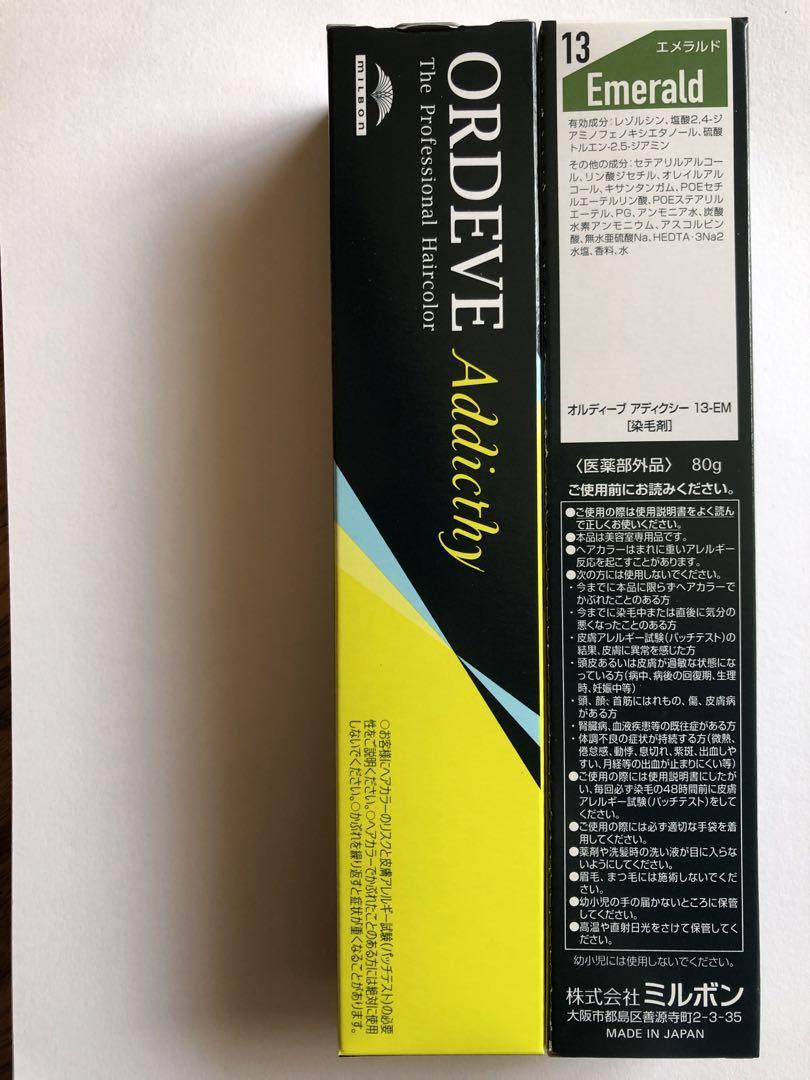 milbon
ORDEVE Addicthy
The Professional Haircolor
○お客様にヘアカラーのリスクと皮膚アレルギー試験(パッチテスト)の必要
性をご説明ください。○ヘアカラーでかぶれたことのある方には絶対に使用
しないでください。○かぶれを繰り返すと症状が重くなることがあります。
13
エメラルド
Emerald
有効成分:レゾルシン、塩酸2,4-ジ
アミノフェノキシエタノール、硫酸
トルエン-2,5-ジアミン
その他の成分:セテアリルアルコー
ル、リン酸ジセチル、オレイルアル
コール、キサンタンガム、POEセチ
ルエーテルリン酸、POEステアリル
エーテル、PG、アンモニア水、炭酸
水素アンモニウム、アスコルビン
酸、無水亜硫酸Na、HEDTA・3Na2
水塩、香料、水
オルディーブ アディクシー 13-EM
[染毛剤]
〈医薬部外品〉 80g
ご使用前にお読みください。
●ご使用の際は使用説明書をよく読ん
で正しくお使いください。
●本品は美容室専用品です。
●ヘアカラーはまれに重いアレルギー
反応を起こすことがあります。
●次の方には使用しないでください。
・今までに本品に限らずヘアカラーで
かぶれたことのある方
・今までに染毛中または直後に気分の
悪くなったことのある方
・皮膚アレルギー試験(パッチテスト)の
結果、皮膚に異常を感じた方
・頭皮あるいは皮膚が過敏な状態にな
っている方(病中、病後の回復期、生理
時、妊娠中等)
・頭、顔、首筋にはれもの、傷、皮膚病
がある方
・腎臓病、血液疾患等の既往症がある方
・体調不良の症状が持続する方(微熱、
倦怠感、動悸、息切れ、紫斑、出血しや
すい、月経等の出血が止まりにくい等)
●ご使用の際には使用説明書にしたが
い、毎回必ず染毛の48時間前に皮膚
アレルギー試験(パッチテスト)をして
ください。
●ご使用の際には必ず適切な手袋を着
用してください。
●薬剤や洗髪時の洗い液が目に入らな
いようにしてください。
●眉毛、まつ毛には施術しないでくだ
さい。
●幼小児の手の届かないところに保管
してください。
●高温や直射日光をさけて保管してく
ださい。
幼小児には使用しないでください。
株式会社ミルボン
大阪市都島区善源寺町2-3-35
MADE IN JAPAN